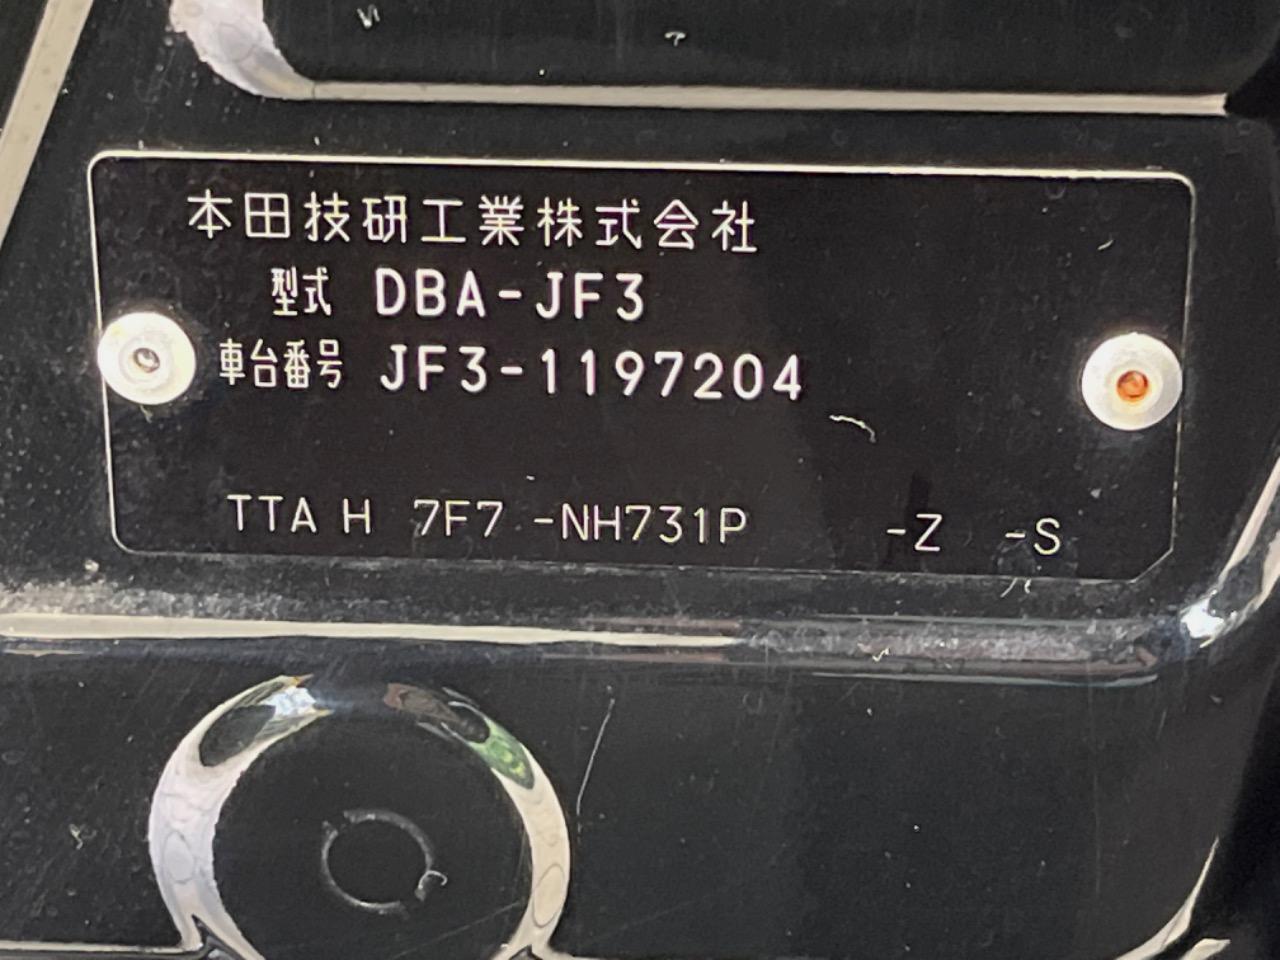 本田技研工業株式会社
型式 DBA-JF3
車台番号 JF3-1197204
TTA H 7F7 -NH731P -Z -S